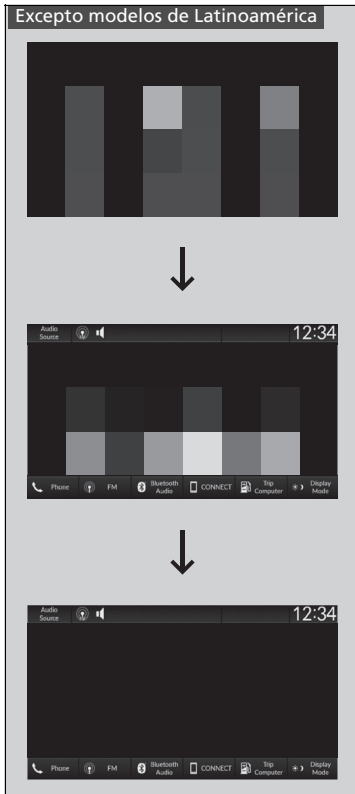 Excepto modelos de Latinoamérica
Audio
Source
12:34
Phone
FM
Bluetooth
Audio
CONNECT
Trip
Computer
Display
Mode
Audio
Source
12:34
Phone
FM
Bluetooth
Audio
CONNECT
Trip
Computer
Display
Mode